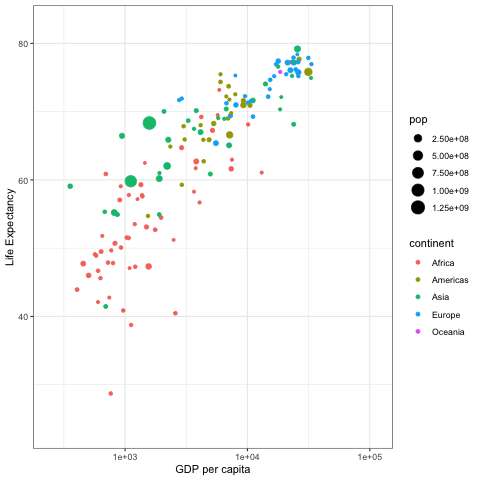 80
60
40
Life Expectancy
1e+03 1e+04 1e+05
GDP per capita
pop
2.50e+08
5.00e+08
7.50e+08
1.00e+09
1.25e+09
continent
Africa
Americas
Asia
Europe
Oceania